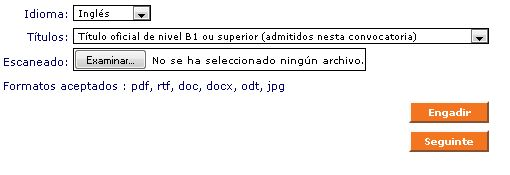 Idioma: Inglés
Títulos: Título oficial de nivel B1 ou superior (admitidos nesta convocatoria)
Escaneado: Examinar... No se ha seleccionado ningún archivo.
Formatos aceptados : pdf, rtf, doc, docx, odt, jpg
Engadir
Seguinte